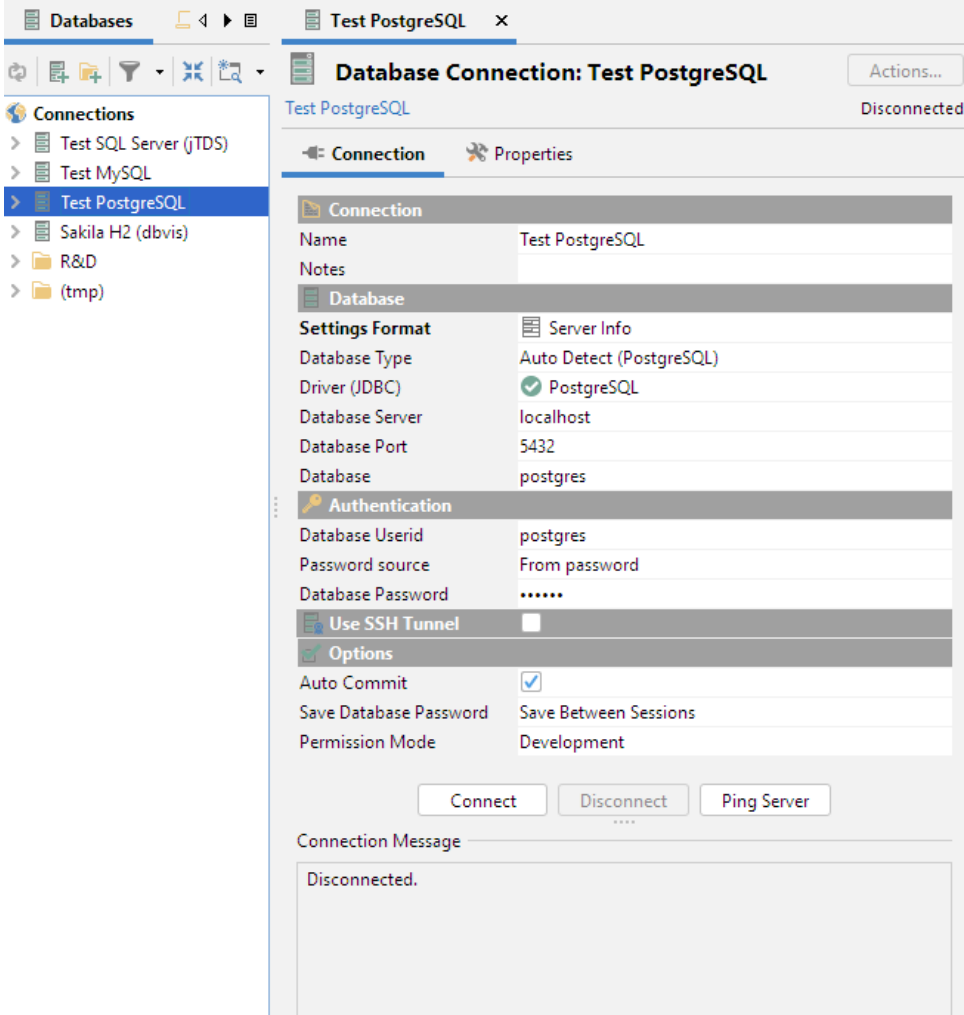 Databases
Test PostgreSQL
Connections
Test SQL Server (jTDS)
Test MySQL
Test PostgreSQL
Sakila H2 (dbvis)
R&D
(tmp)
Database Connection: Test PostgreSQL
Actions...
Test PostgreSQL
Disconnected
Connection
Properties
Connection
Name Test PostgreSQL
Notes
Database
Settings Format Server Info
Database Type Auto Detect (PostgreSQL)
Driver (JDBC) PostgreSQL
Database Server localhost
Database Port 5432
Database postgres
Authentication
Database Userid postgres
Password source From password
Database Password ••••••
Use SSH Tunnel
Options
Auto Commit
Save Database Password Save Between Sessions
Permission Mode Development
Connect Disconnect Ping Server
Connection Message
Disconnected.